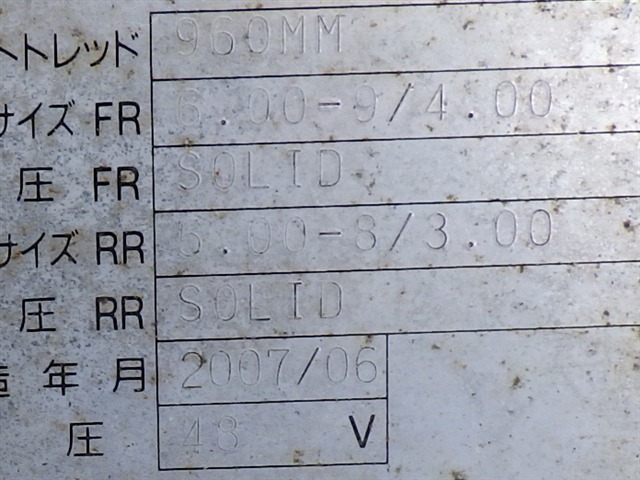 トレッド 960MM
サイズ FR 6.00-9/4.00
圧 FR SOLID
サイズ RR 5.00-8/3.00
圧 RR SOLID
造年月 2007/06
圧 48 V